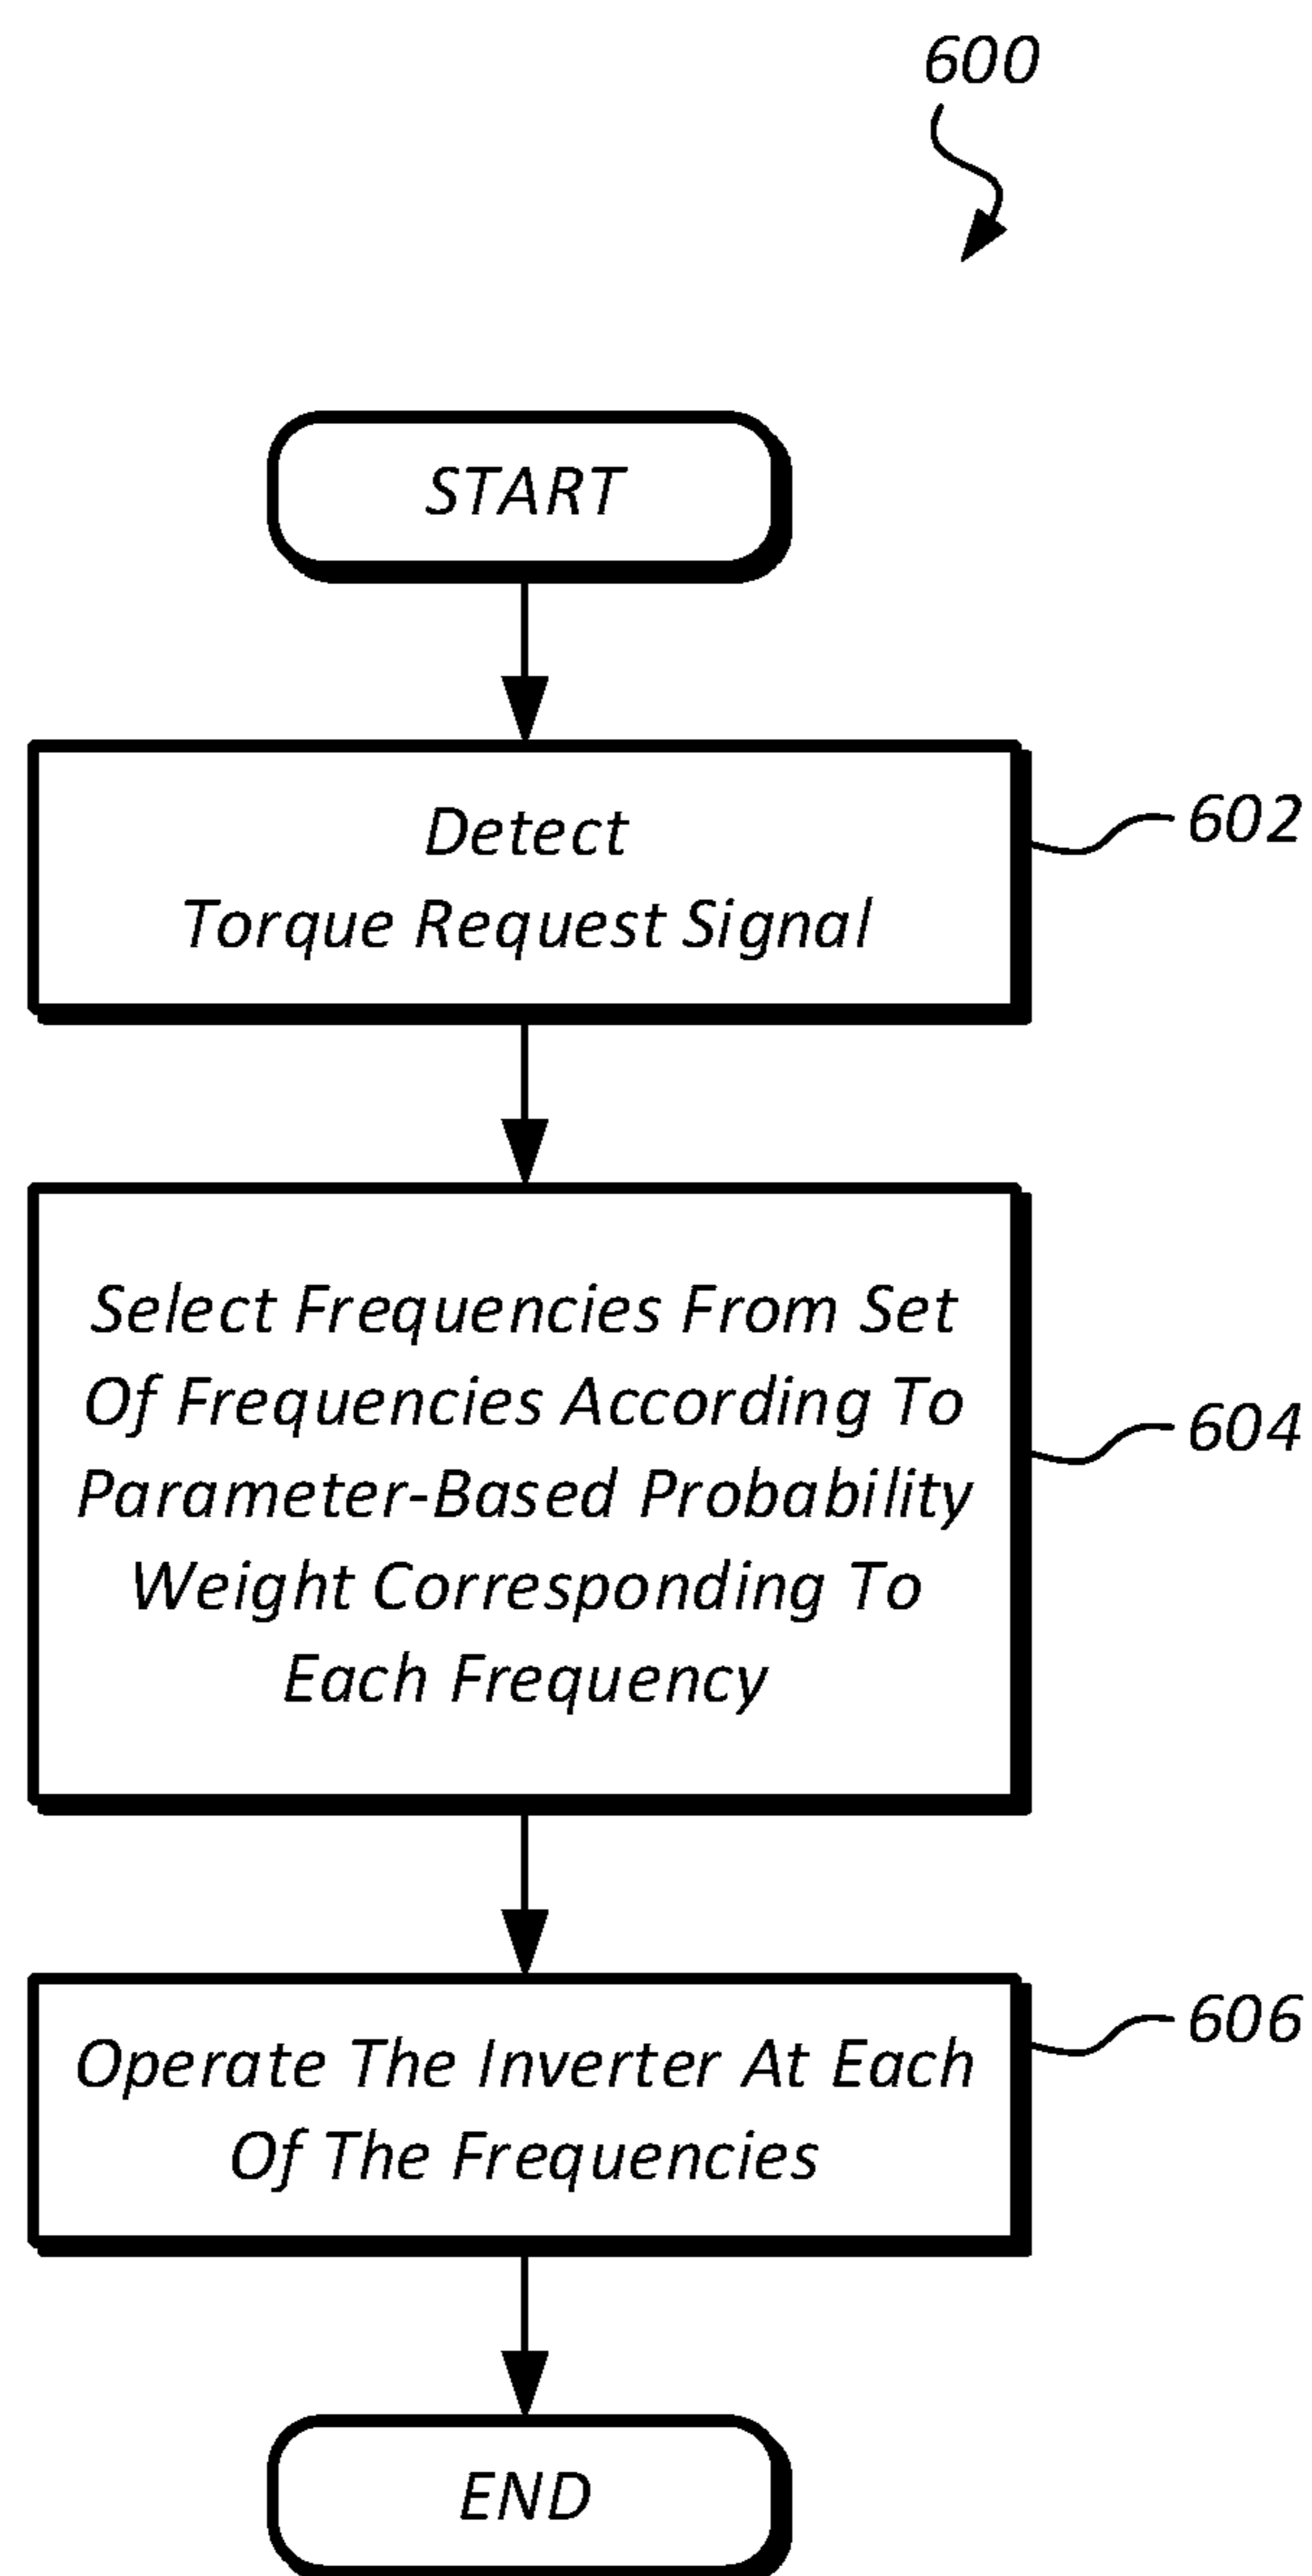 600
START
Detect
Torque Request Signal
602
Select Frequencies From Set
Of Frequencies According To
Parameter-Based Probability
Weight Corresponding To
Each Frequency
604
Operate The Inverter At Each
Of The Frequencies
606
END